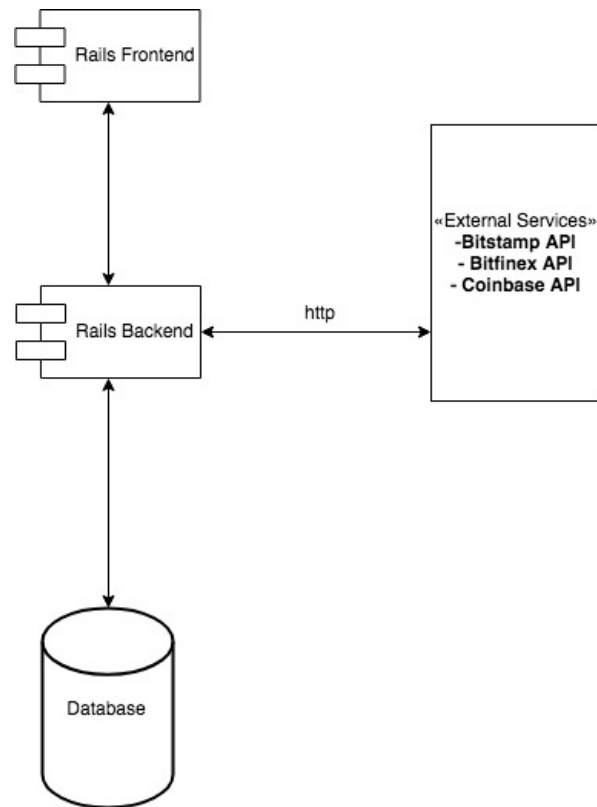 Rails Frontend
«External Services»
-Bitstamp API
- Bitfinex API
- Coinbase API
http
Rails Backend
Database